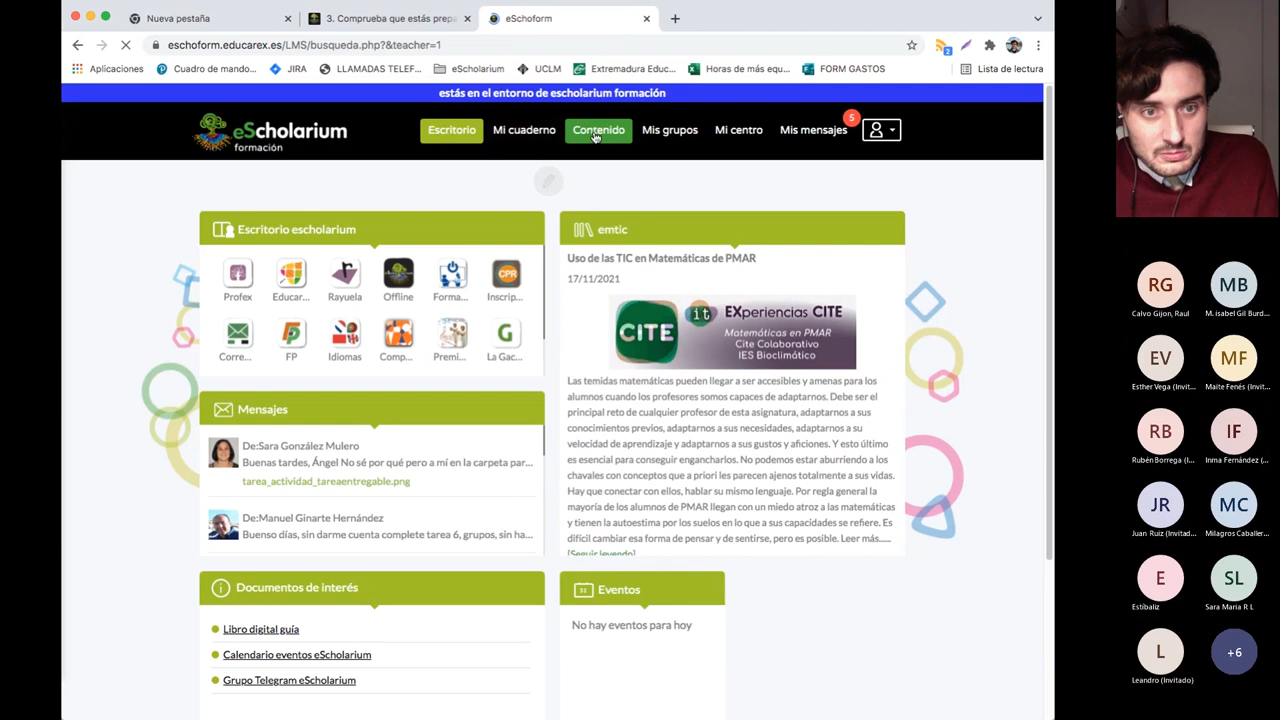 Nueva pestaña
3. Comprueba que estás prepa
eSchoform
eschoform.educarex.es/LMS/busqueda.php?&teacher=1
2
Aplicaciones
Cuadro de mando...
JIRA
LLAMADAS TELEF...
eScholarium
UCLM
Extremadura Educ...
Horas de más equ...
FORM GASTOS
Lista de lectura
estás en el entorno de escholarium formación
eScholarium
formación
Escritorio
Mi cuaderno
Contenido
Mis grupos
Mi centro
Mis mensajes
5
Escritorio escholarium
Profex
Educar...
Rayuela
Offline
Forma...
CPR
Inscrip...
Corre...
FP
Idiomas
Comp...
Premi...
G
La Gac...
Mensajes
De:Sara González Mulero
Buenas tardes, Ángel No sé por qué pero a mí en la carpeta par...
tarea_actividad_tareaentregable.png
De:Manuel Ginarte Hernández
Buenso días, sin darme cuenta complete tarea 6, grupos, sin ha...
Documentos de interés
Libro digital guía
Calendario eventos eScholarium
Grupo Telegram eScholarium
emtic
Uso de las TIC en Matemáticas de PMAR
17/11/2021
CITE
it
EXperiencias CITE
Matemáticas en PMAR
Cite Colaborativo
IES Bioclimático
Las temidas matemáticas pueden llegar a ser accesibles y amenas para los
alumnos cuando los profesores somos capaces de adaptarnos. Debe ser el
principal reto de cualquier profesor de esta asignatura, adaptarnos a sus
conocimientos previos, adaptarnos a sus necesidades, adaptarnos a su
velocidad de aprendizaje y adaptarnos a sus gustos y aficiones. Y esto último
es esencial para conseguir engancharlos. No podemos estar aburriendo a los
chavales con conceptos que a priori les parecen ajenos totalmente a sus vidas.
Hay que conectar con ellos, hablar su mismo lenguaje. Por regla general la
mayoría de los alumnos de PMAR llegan con un miedo atroz a las matemáticas
y tienen la autoestima por los suelos en lo que a sus capacidades se refiere. Es
difícil cambiar esa forma de pensar y de sentirse, pero es posible. Leer más.....
[Seguir leyendo]
Eventos
No hay eventos para hoy
RG
Calvo Gijon, Raul
MB
M. isabel Gil Burd...
EV
Esther Vega (Invit...
MF
Maite Fenés (Invit...
RB
Rubén Borrega (I...
IF
Inma Fernández (...
JR
Juan Ruiz (Invitad...
MC
Milagros Caballer...
E
Estíbaliz
SL
Sara Maria R L
L
Leandro (Invitado)
+6